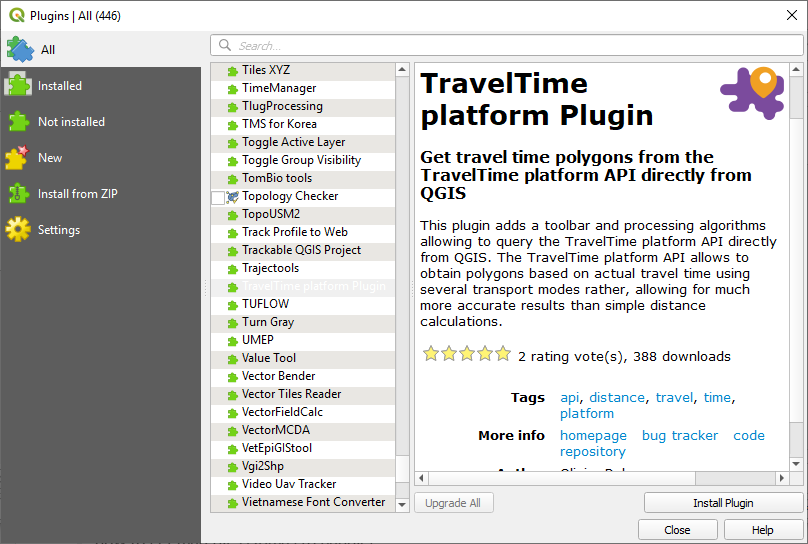 Plugins | All (446)
All
Installed
Not installed
New
Install from ZIP
Settings
Search...
Tiles XYZ
TimeManager
TlugProcessing
TMS for Korea
Toggle Active Layer
Toggle Group Visibility
TomBio tools
Topology Checker
TopoUSM2
Track Profile to Web
Trackable QGIS Project
Trajectools
TravelTime platform Plugin
TUFLOW
Turn Gray
UMEP
Value Tool
Vector Bender
Vector Tiles Reader
VectorFieldCalc
VectorMCDA
VetEpiGIStool
Vgi2Shp
Video Uav Tracker
Vietnamese Font Converter
TravelTime
platform Plugin
Get travel time polygons from the
TravelTime platform API directly from
QGIS
This plugin adds a toolbar and processing algorithms
allowing to query the TravelTime platform API directly
from QGIS. The TravelTime platform API allows to
obtain polygons based on actual travel time using
several transport modes rather, allowing for much
more accurate results than simple distance
calculations.
2 rating vote(s), 388 downloads
Tags api, distance, travel, time,
platform
More info homepage bug tracker code
repository
Upgrade All
Install Plugin
Close
Help